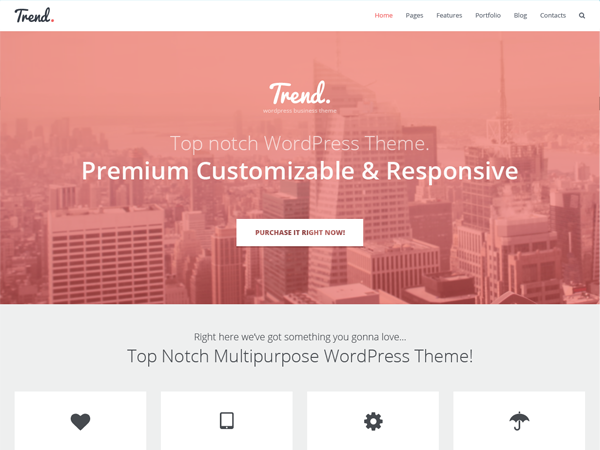 Trend.
Home Pages Features Portfolio Blog Contacts
Trend.
wordpress business theme
Top notch WordPress Theme.
Premium Customizable & Responsive
PURCHASE IT RIGHT NOW!
Right here we've got something you gonna love...
Top Notch Multipurpose WordPress Theme!